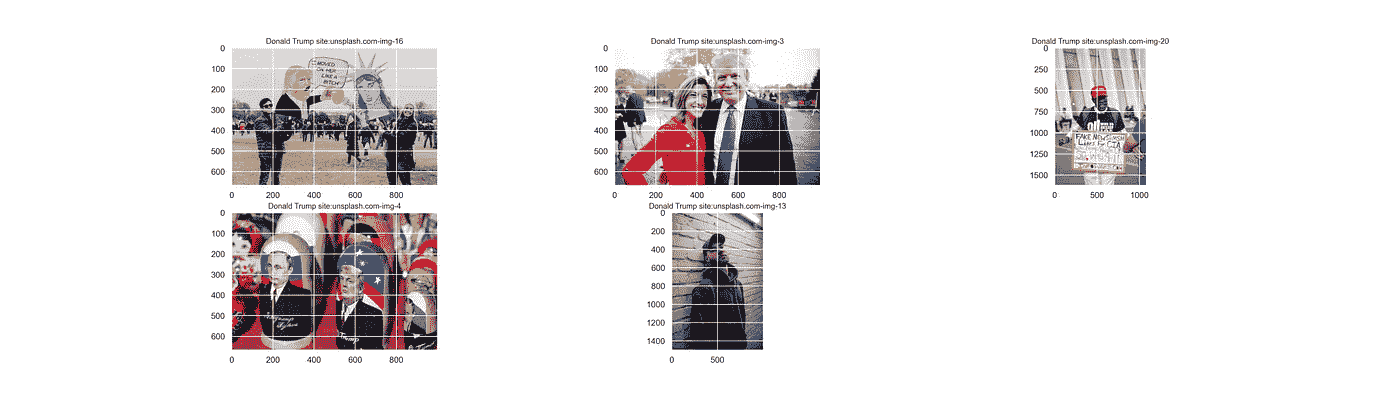 Donald Trump site:unsplash.com-img-16
Donald Trump site:unsplash.com-img-3
Donald Trump site:unsplash.com-img-20
0
100
200
300
400
500
600
0 200 400 600 800
MOVED
ON HER
LIKE A
BITCH
0
100
200
300
400
500
600
0 200 400 600 800
0
250
500
750
1000
1250
1500
0 500 1000
FAKE NEWS
Lines by CIA
Donald Trump site:unsplash.com-img-4
Donald Trump site:unsplash.com-img-13
0
100
200
300
400
500
600
0 200 400 600 800
Trump
0
200
400
600
800
1000
1200
1400
0 500